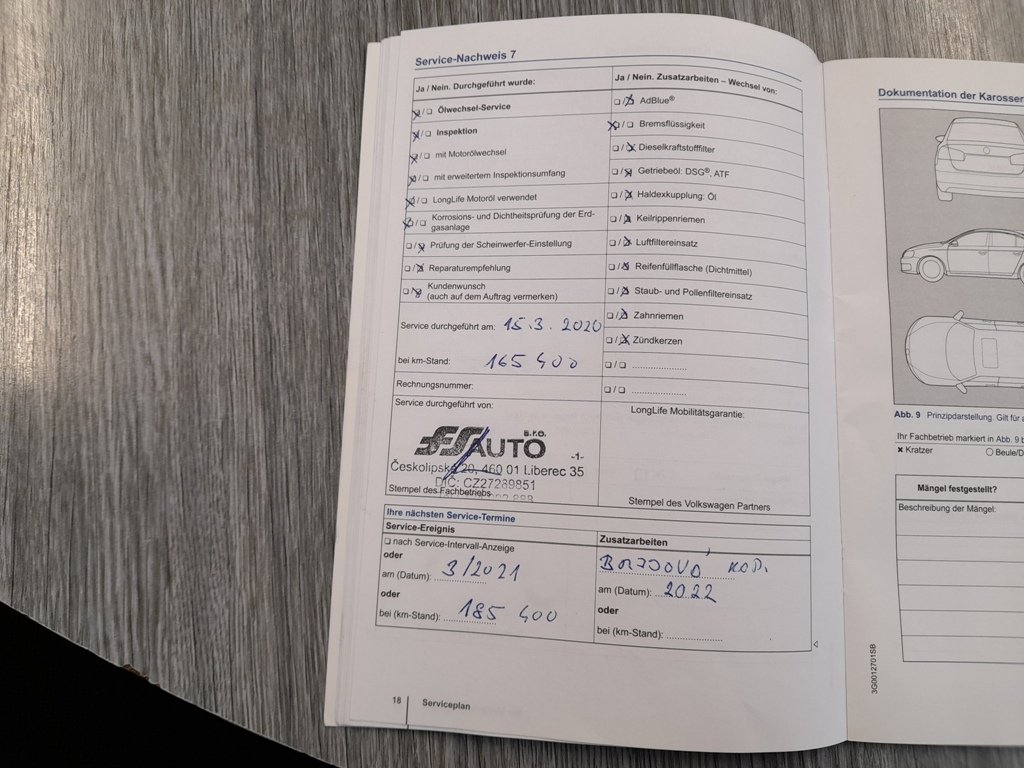 Service-Nachweis 7
Ja / Nein. Durchgeführt wurde:
Ölwechsel-Service
Inspektion
mit Motorölwechsel
mit erweitertem Inspektionsumfang
LongLife Motoröl verwendet
Korrosions- und Dichtheitsprüfung der Erd-
gasanlage
Prüfung der Scheinwerfer-Einstellung
Reparaturempfehlung
Kundenwunsch
(auch auf dem Auftrag vermerken)
Service durchgeführt am: 15.3. 2020
bei km-Stand: 165 400
Rechnungsnummer:
Service durchgeführt von:
AUTO s.r.o.
-1-
Českolipská 20, 460 01 Liberec 35
DIČ: CZ27289851
Stempel des Fachbetriebs
Ja / Nein. Zusatzarbeiten – Wechsel von:
AdBlue®
Bremsflüssigkeit
Dieselkraftstofffilter
Getriebeöl: DSG®, ATF
Haldexkupplung: Öl
Keilrippenriemen
Luftfiltereinsatz
Reifenfüllflasche (Dichtmittel)
Staub- und Pollenfiltereinsatz
Zahnriemen
Zündkerzen
LongLife Mobilitätsgarantie:
Stempel des Volkswagen Partners
Ihre nächsten Service-Termine
Service-Ereignis
nach Service-Intervall-Anzeige
oder
am (Datum): 3/2021
oder
bei (km-Stand): 185 400
Zusatzarbeiten
am (Datum): 2022
oder
bei (km-Stand):
18
Serviceplan
Dokumentation der
Abb. 9 Prinzipdarstellung. Gilt für
Ihr Fachbetrieb markiert in Abb. 9
Kratzer
Mängel festgestellt?
Beschreibung der Mängel:
3G0012701SB